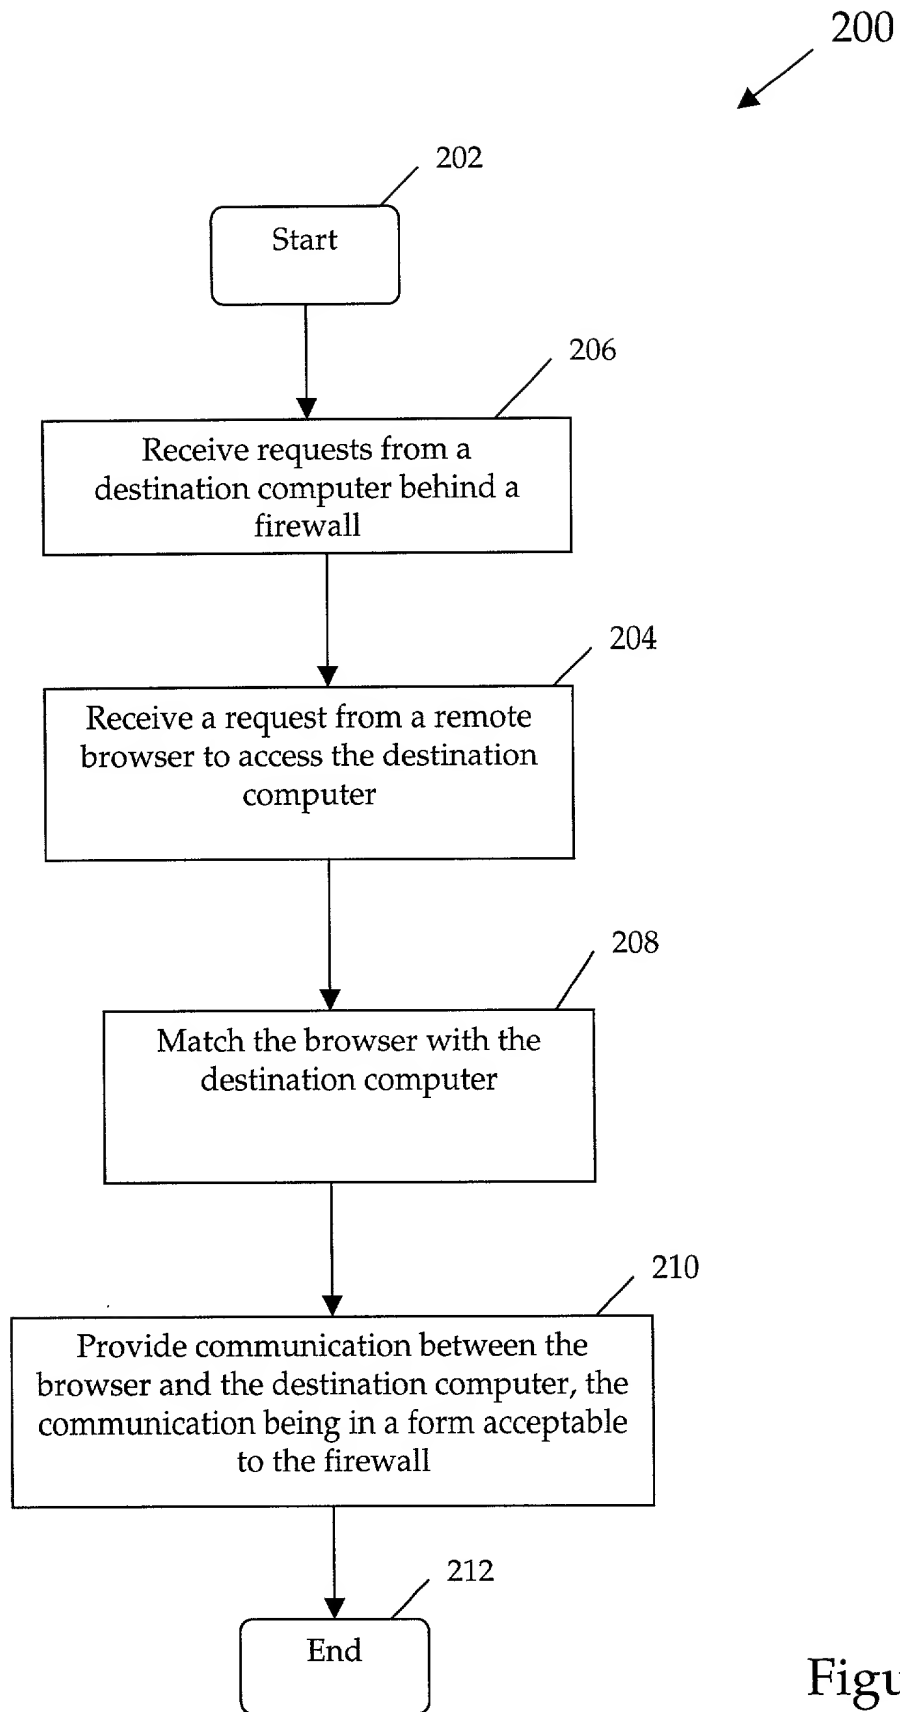 200
202
Start
206
Receive requests from a
destination computer behind a
firewall
204
Receive a request from a remote
browser to access the destination
computer
208
Match the browser with the
destination computer
210
Provide communication between the
browser and the destination computer, the
communication being in a form acceptable
to the firewall
212
End
Figu